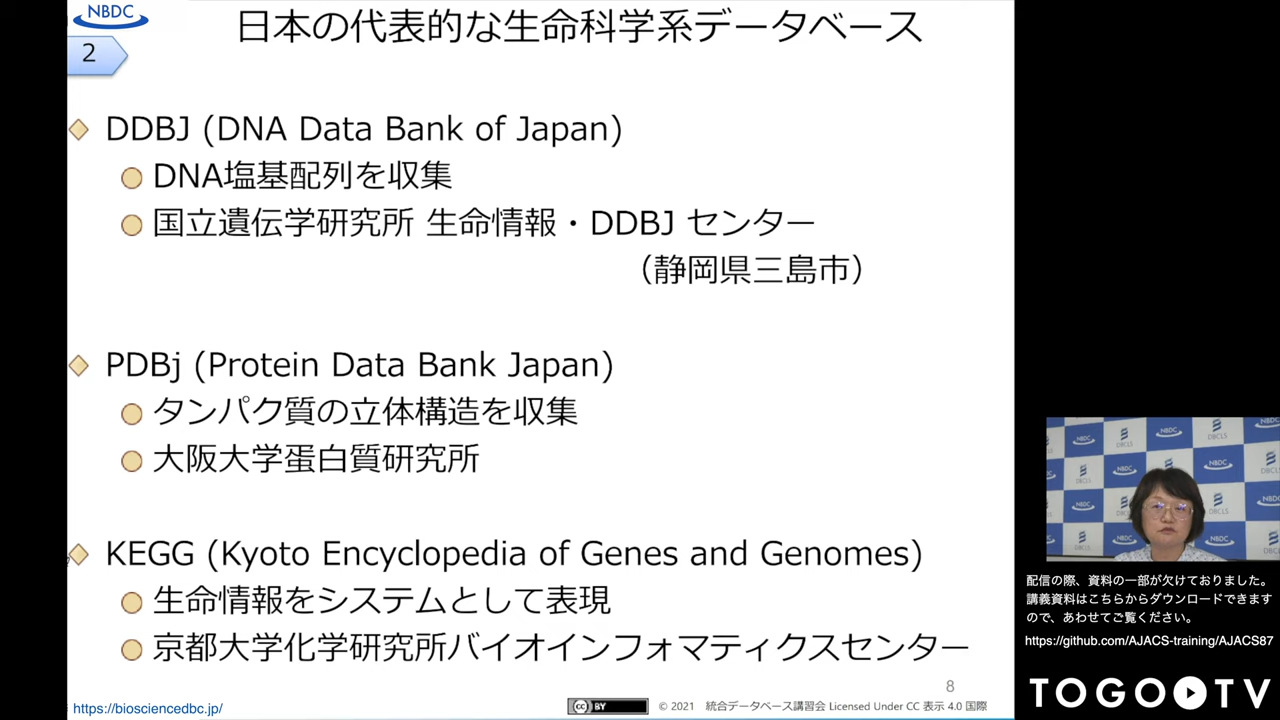 NBDC
2
日本の代表的な生命科学系データベース
DDBJ (DNA Data Bank of Japan)
DNA塩基配列を収集
国立遺伝学研究所 生命情報・DDBJ センター
（静岡県三島市）
PDBj (Protein Data Bank Japan)
タンパク質の立体構造を収集
大阪大学蛋白質研究所
KEGG (Kyoto Encyclopedia of Genes and Genomes)
生命情報をシステムとして表現
京都大学化学研究所バイオインフォマティクスセンター
8
https://biosciencedbc.jp/
cc BY
© 2021 統合データベース講習会 Licensed Under CC 表示 4.0 国際
NBDC
DBCLS
配信の際、資料の一部が欠けておりました。
講義資料はこちらからダウンロードできます
ので、あわせてご覧ください。
https://github.com/AJACS-training/AJACS87
TOGO TV